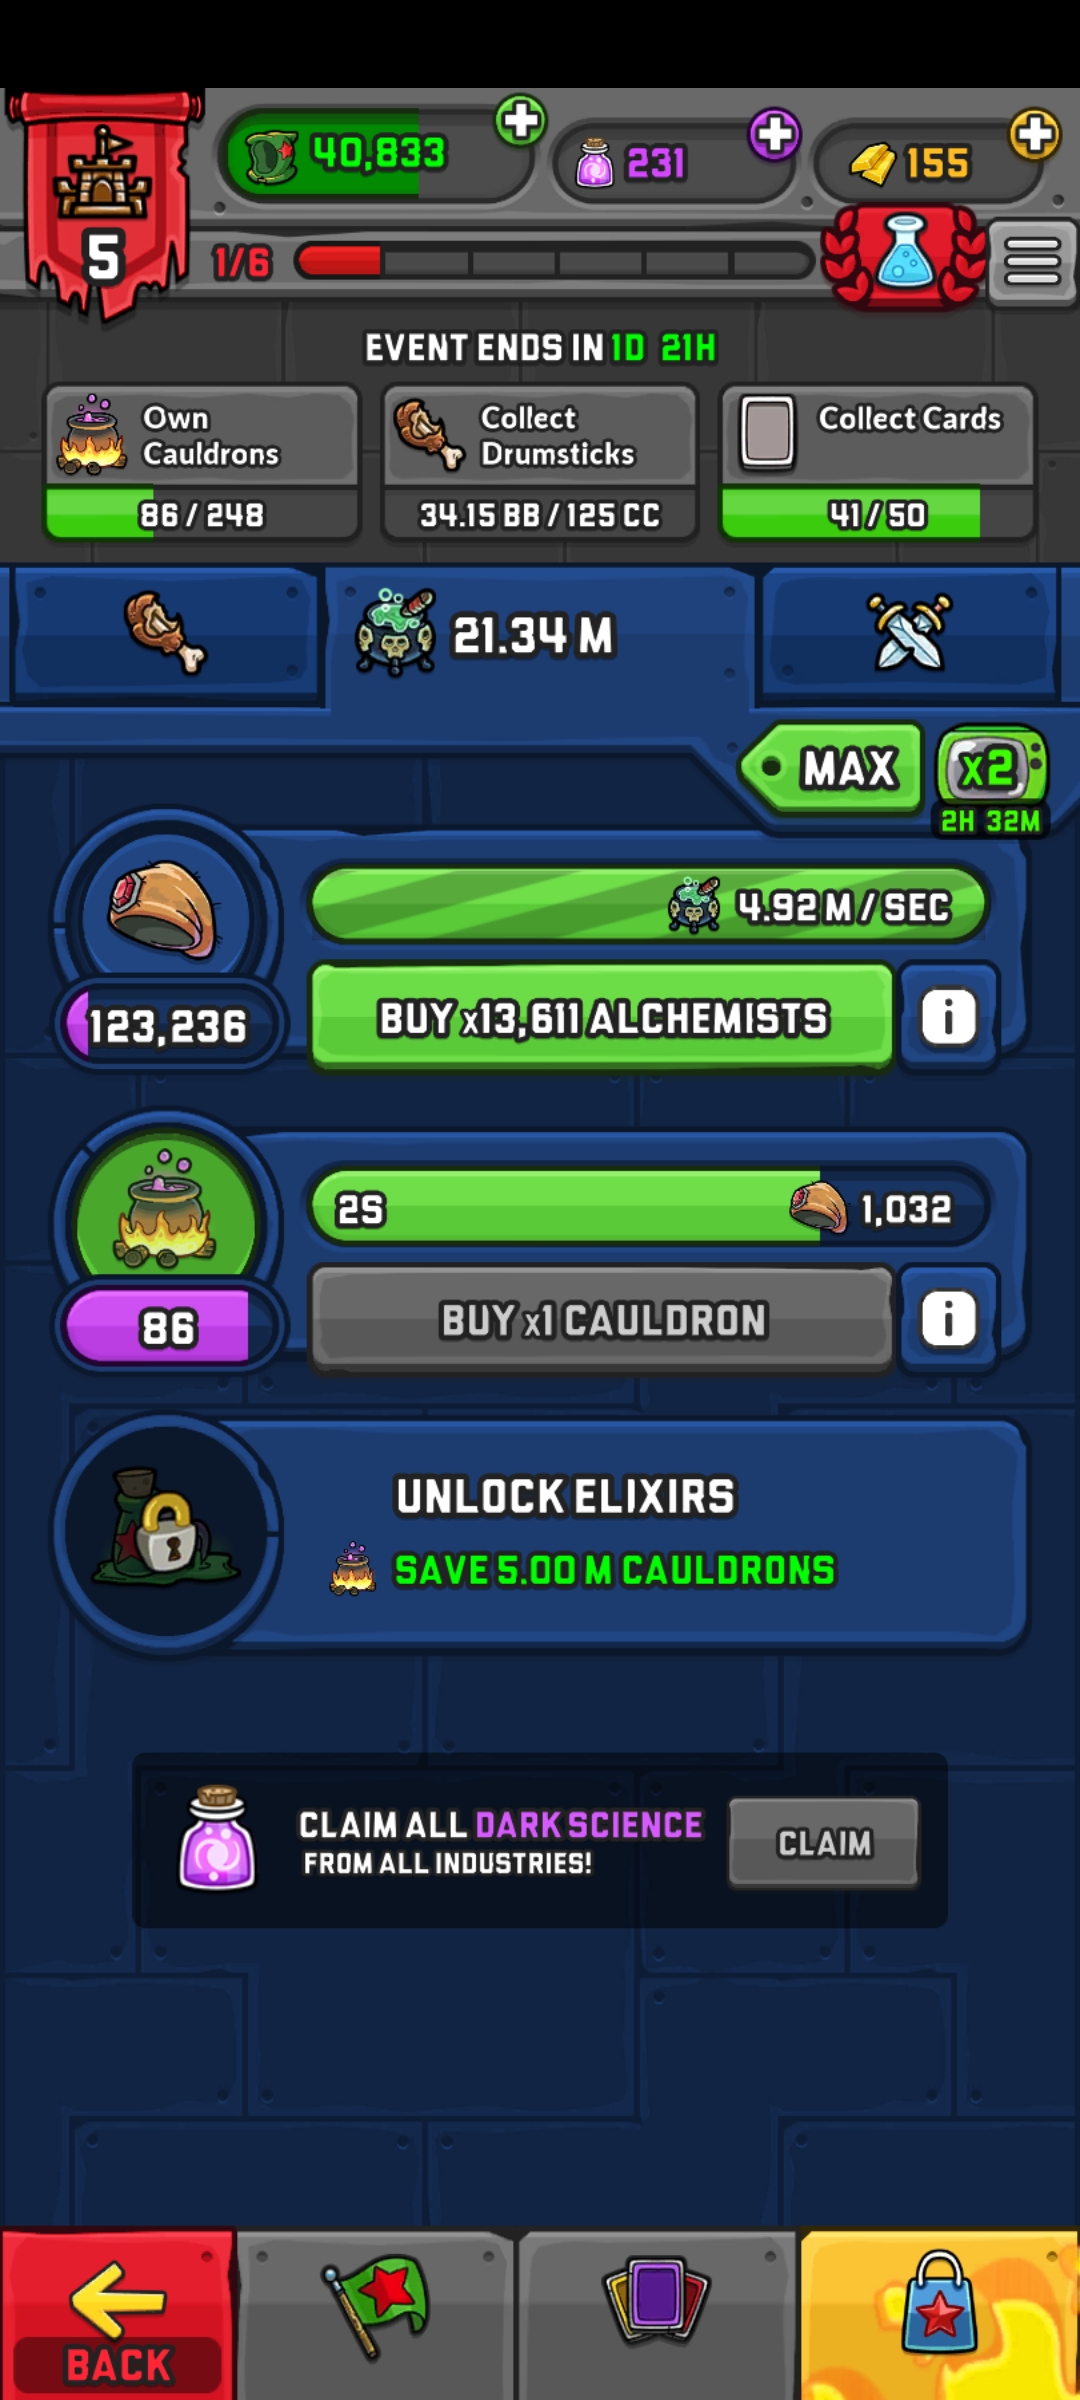 40,833
231
155
5
1/6
EVENT ENDS IN 1D 21H
Own
Cauldrons
86 / 248
Collect
Drumsticks
34.15 BB / 125 CC
Collect Cards
41 / 50
21.34 M
MAX
x2
2H 32M
4.92 M / SEC
123,236
BUY x13,611 ALCHEMISTS
2S
1,032
86
BUY x1 CAULDRON
UNLOCK ELIXIRS
SAVE 5.00 M CAULDRONS
CLAIM ALL DARK SCIENCE
FROM ALL INDUSTRIES!
CLAIM
BACK